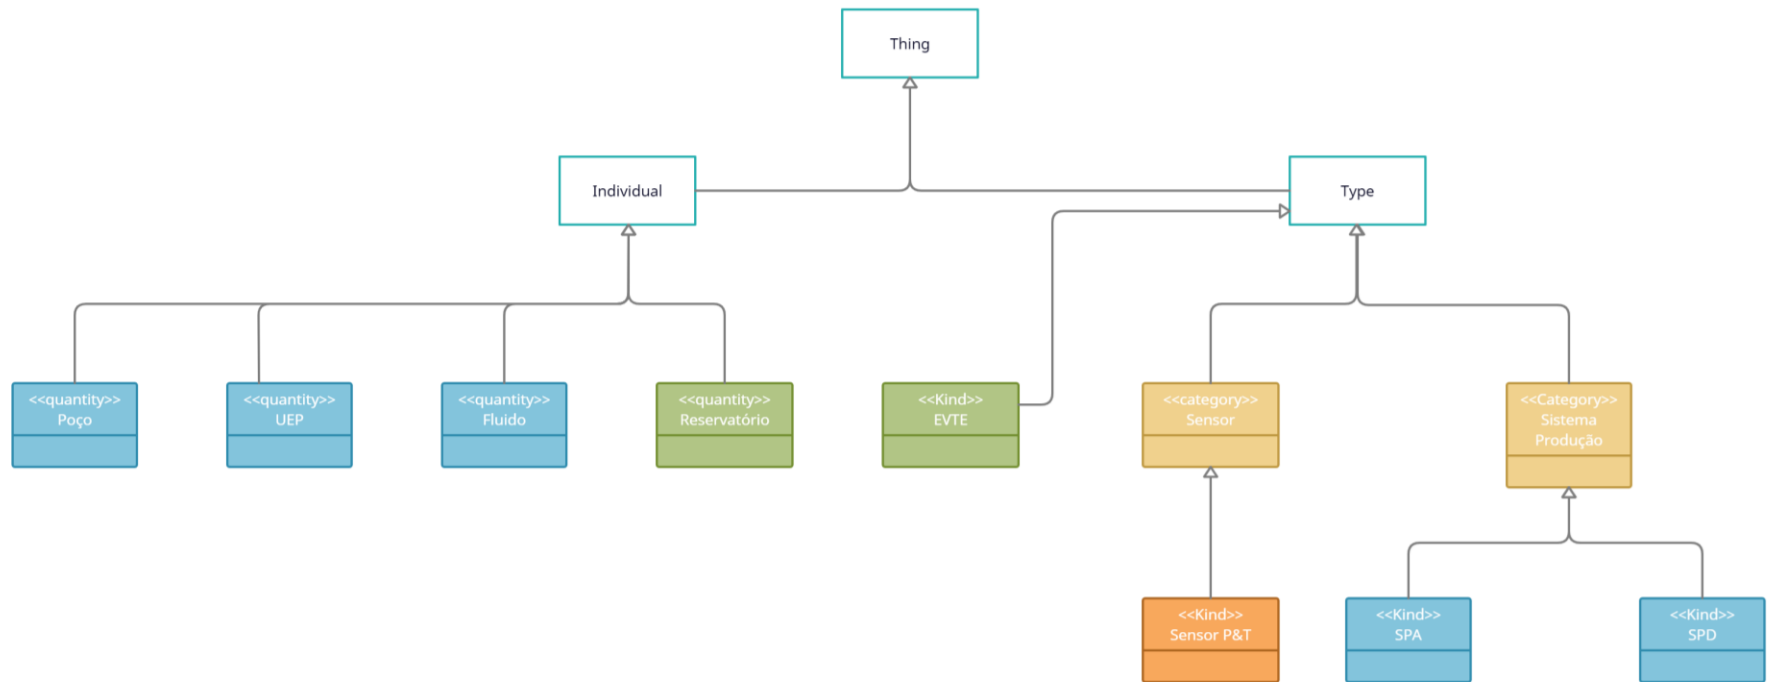 Thing
Individual
Type
<<quantity>>
Poço
<<quantity>>
UEP
<<quantity>>
Fluido
<<quantity>>
Reservatório
<<Kind>>
EVTE
<<category>>
Sensor
<<Category>>
Sistema
Produção
<<Kind>>
Sensor P&T
<<Kind>>
SPA
<<Kind>>
SPD